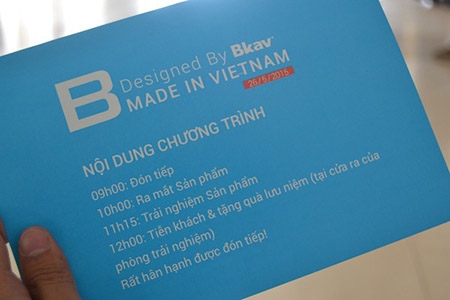 B
Designed By Bkav
MADE IN VIETNAM
26/5/2015
NỘI DUNG CHƯƠNG TRÌNH
09h00: Đón tiếp
10h00: Ra mắt Sản phẩm
11h15: Trải nghiệm Sản phẩm
12h00: Tiễn khách & tặng quà lưu niệm (tại cửa ra của
phòng trải nghiệm)
Rất hân hạnh được đón tiếp!